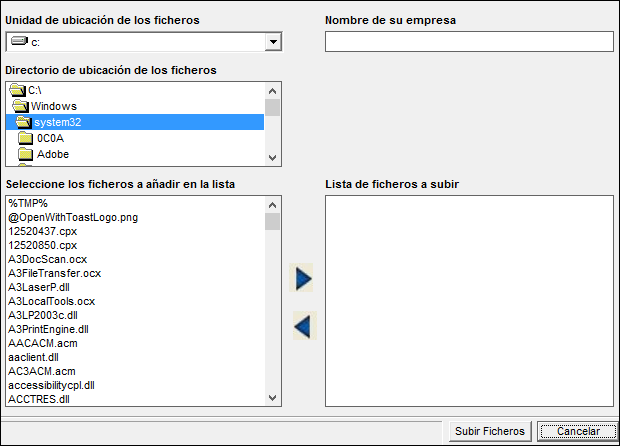 Unidad de ubicación de los ficheros
Nombre de su empresa
c:
Directorio de ubicación de los ficheros
C:\
Windows
system32
0C0A
Adobe
Seleccione los ficheros a añadir en la lista
Lista de ficheros a subir
%TMP%
@OpenWithToastLogo.png
12520437.cpx
12520850.cpx
A3DocScan.ocx
A3FileTransfer.ocx
A3LaserP.dll
A3LocalTools.ocx
A3LP2003c.dll
A3PrintEngine.dll
AACACM.acm
aaclient.dll
AC3ACM.acm
accessibilitycpl.dll
ACCTRES.dll
Subir Ficheros
Cancelar